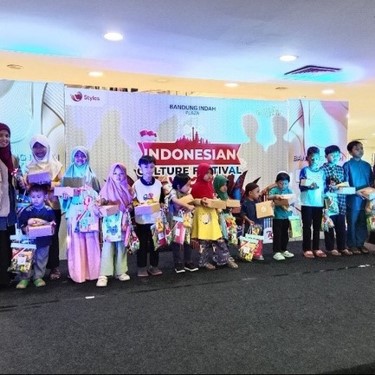 Styles
BANDUNG INDAH
PLAZA
INDONESIAN
CULTURE FESTIVAL